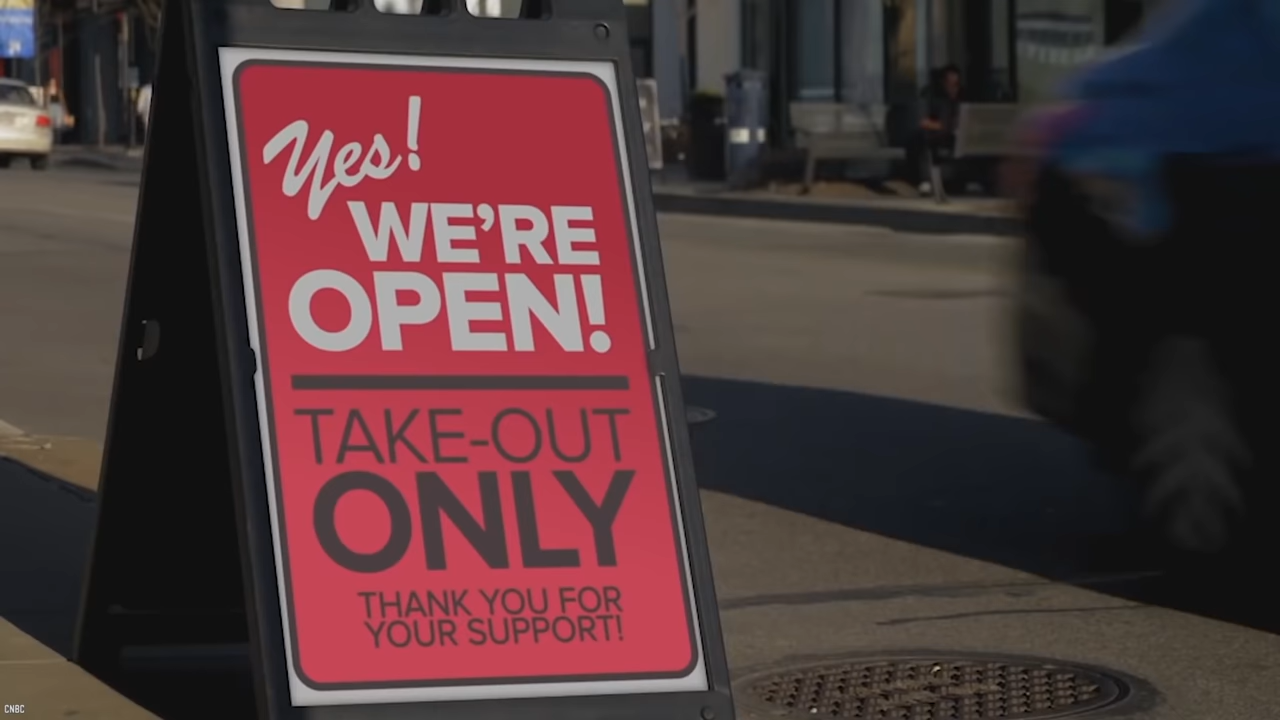 Yes!
WE'RE
OPEN!
TAKE-OUT
ONLY
THANK YOU FOR
YOUR SUPPORT!
CNBC